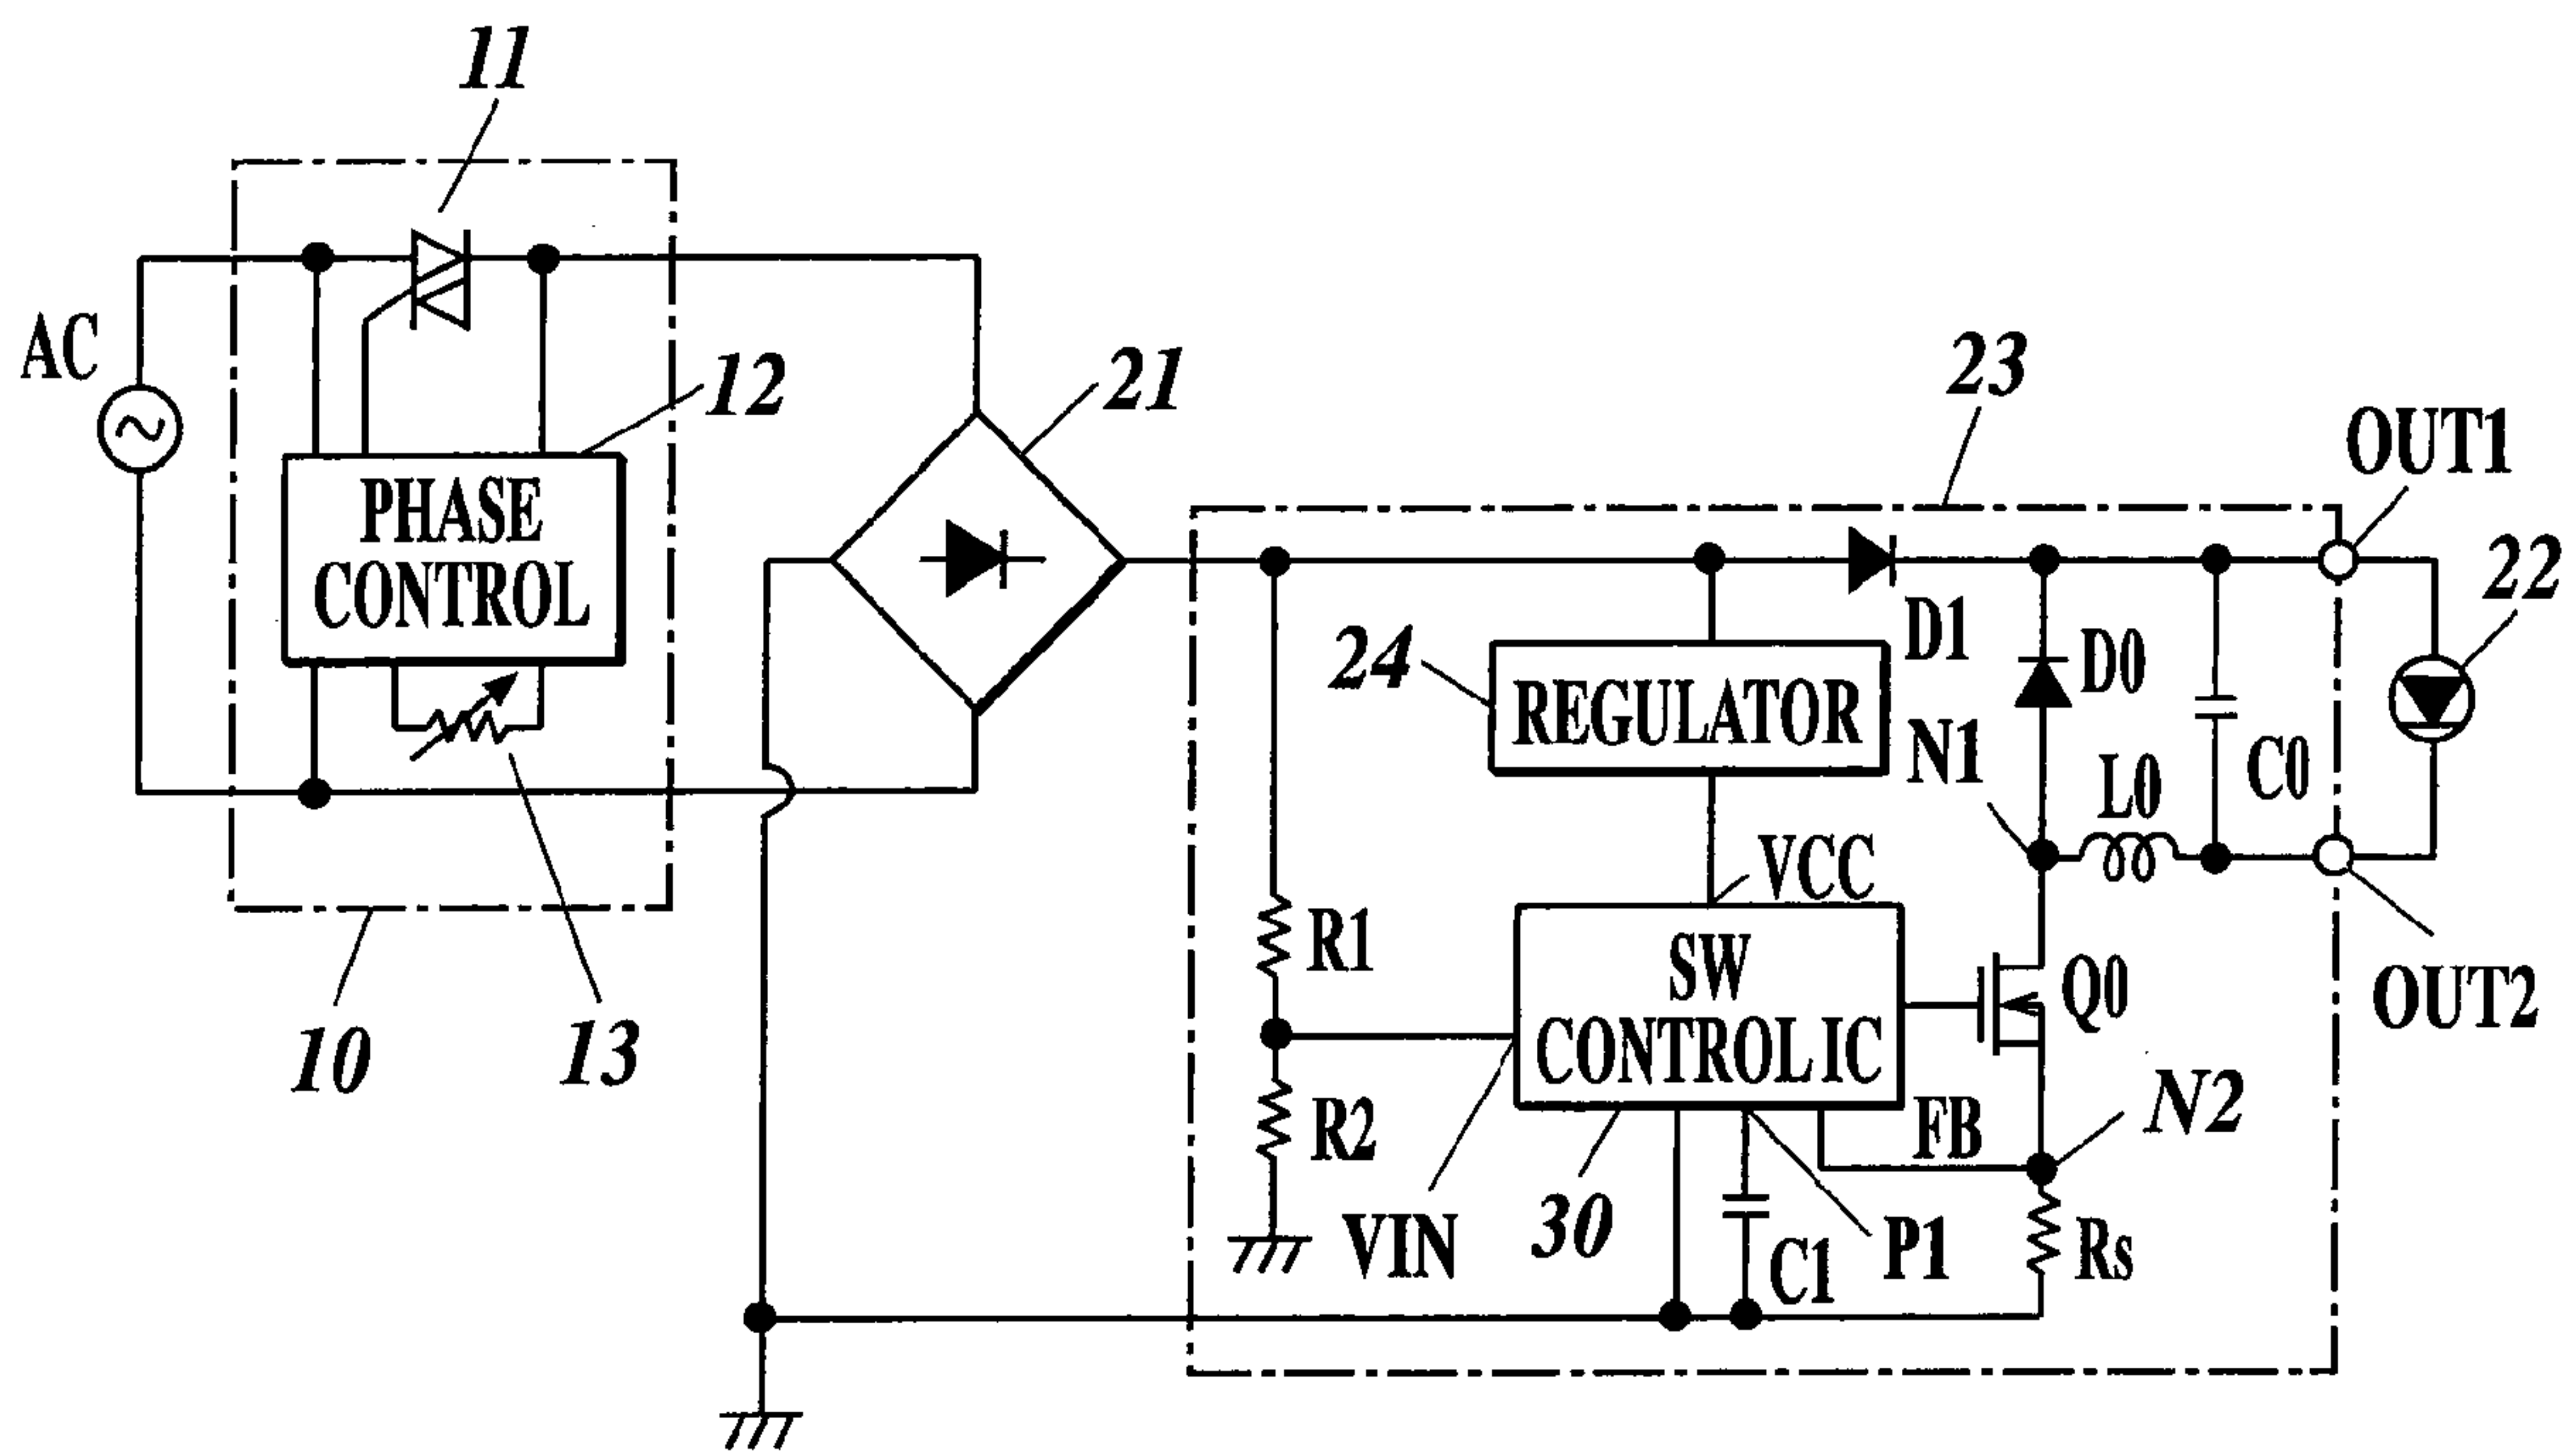 11
AC
12
PHASE
CONTROL
13
10
21
23
OUT1
22
D1
D0
24
REGULATOR
N1
L0
C0
VCC
R1
SW
CONTROL IC
Q0
OUT2
R2
FB
N2
VIN
30
C1
P1
Rs